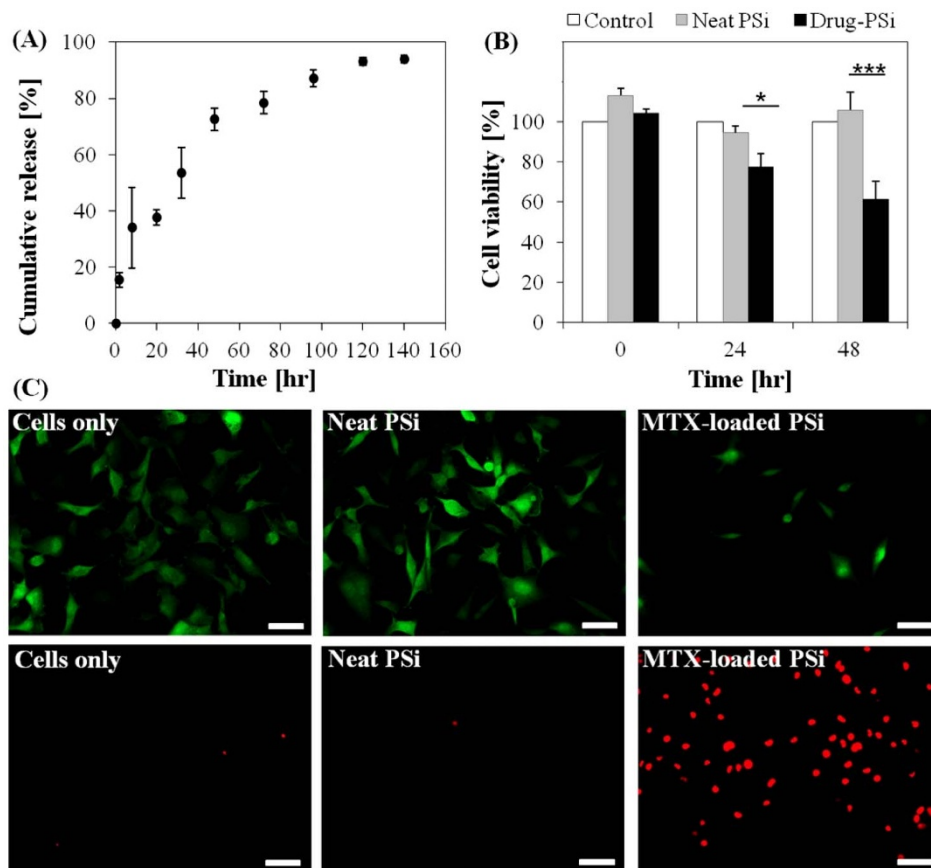 (A)
100
80
60
40
20
0
Cumulative release [%]
0 20 40 60 80 100 120 140 160
Time [hr]
(B)
Control Neat PSi Drug-PSi
100
80
60
40
20
0
Cell viability [%]
* ***
0 24 48
Time [hr]
(C)
Cells only Neat PSi MTX-loaded PSi
Cells only Neat PSi MTX-loaded PSi